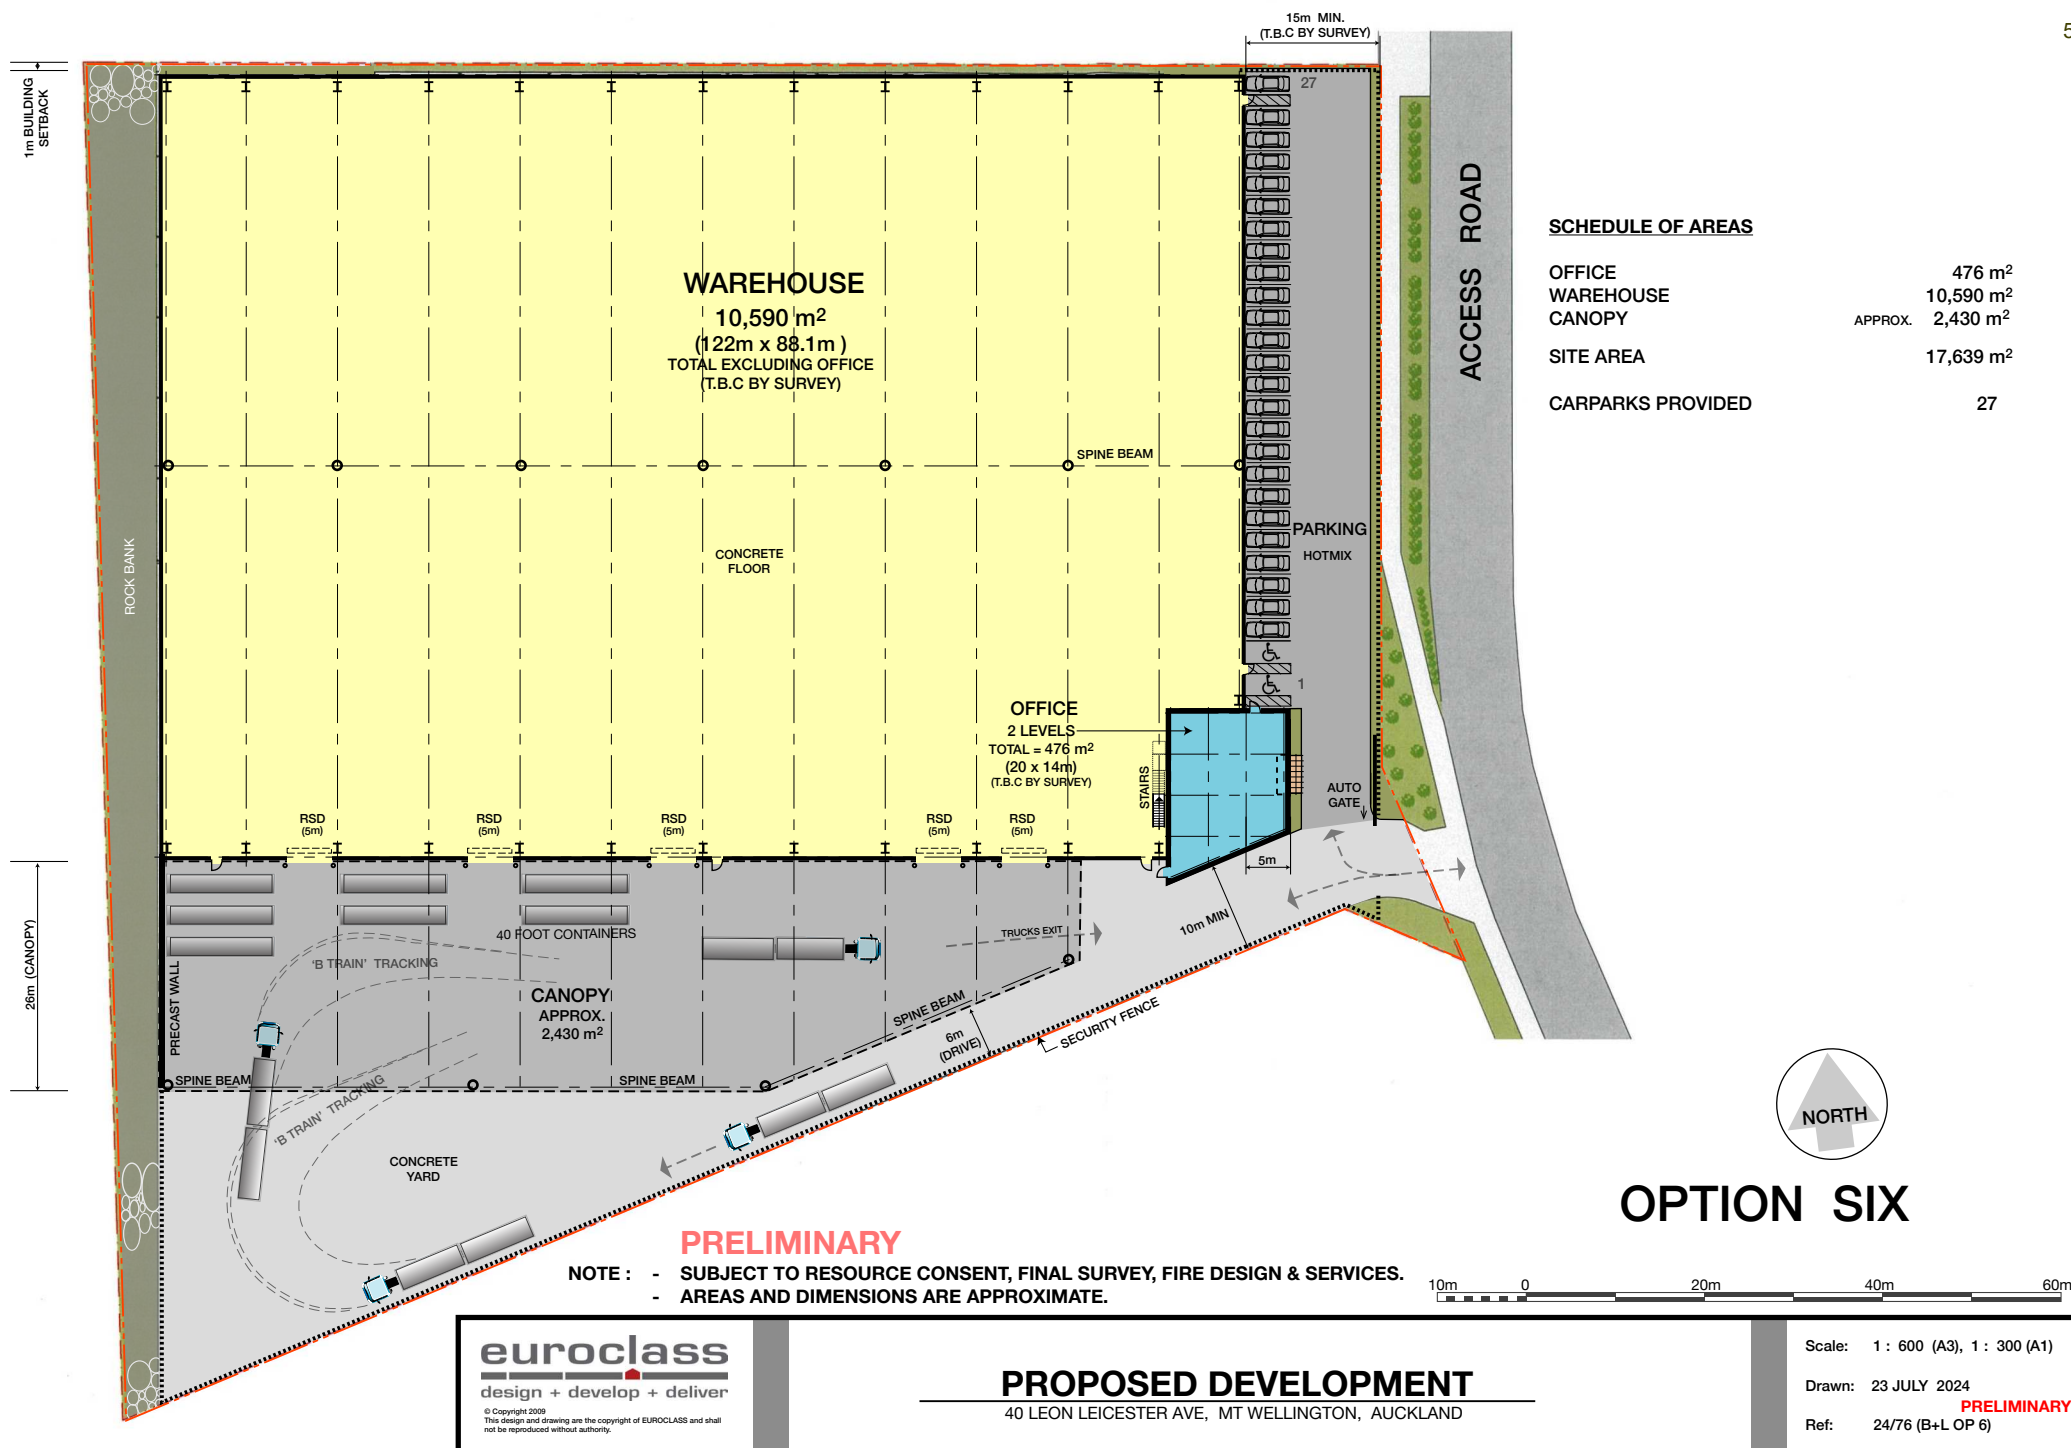 15m MIN.
(T.B.C BY SURVEY)
5
1m BUILDING
SETBACK
27
WAREHOUSE
10,590 m²
(122m x 88.1m )
TOTAL EXCLUDING OFFICE
(T.B.C BY SURVEY)
ACCESS ROAD
SCHEDULE OF AREAS
OFFICE 476 m²
WAREHOUSE 10,590 m²
CANOPY APPROX. 2,430 m²
SITE AREA 17,639 m²
CARPARKS PROVIDED 27
SPINE BEAM
ROCK BANK
CONCRETE
FLOOR
PARKING
HOTMIX
1
OFFICE
2 LEVELS
TOTAL = 476 m²
(20 x 14m)
(T.B.C BY SURVEY)
STAIRS
AUTO
GATE
RSD
(5m)
RSD
(5m)
RSD
(5m)
RSD
(5m)
RSD
(5m)
5m
26m (CANOPY)
40 FOOT CONTAINERS
10m MIN
TRUCKS EXIT
'B TRAIN' TRACKING
PRECAST WALL
CANOPY
APPROX.
2,430 m²
SPINE BEAM
6m
(DRIVE)
SECURITY FENCE
SPINE BEAM
SPINE BEAM
'B TRAIN' TRACKING
CONCRETE
YARD
NORTH
OPTION SIX
PRELIMINARY
NOTE : - SUBJECT TO RESOURCE CONSENT, FINAL SURVEY, FIRE DESIGN & SERVICES.
- AREAS AND DIMENSIONS ARE APPROXIMATE.
10m 0 20m 40m 60m
euroclass
design + develop + deliver
© Copyright 2009
This design and drawing are the copyright of EUROCLASS and shall
not be reproduced without authority.
PROPOSED DEVELOPMENT
40 LEON LEICESTER AVE, MT WELLINGTON, AUCKLAND
Scale: 1 : 600 (A3), 1 : 300 (A1)
Drawn: 23 JULY 2024
PRELIMINARY
Ref: 24/76 (B+L OP 6)